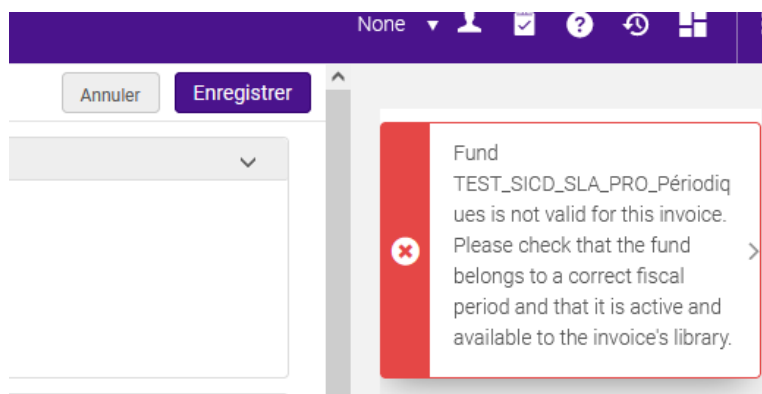 None
Annuler
Enregistrer
Fund
TEST_SICD_SLA_PRO_Périodiq
ues is not valid for this invoice.
Please check that the fund
belongs to a correct fiscal
period and that it is active and
available to the invoice's library.